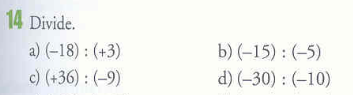 14 Divide.
a) (–18) : (+3) b) (–15) : (–5)
c) (+36) : (–9) d) (–30) : (–10)